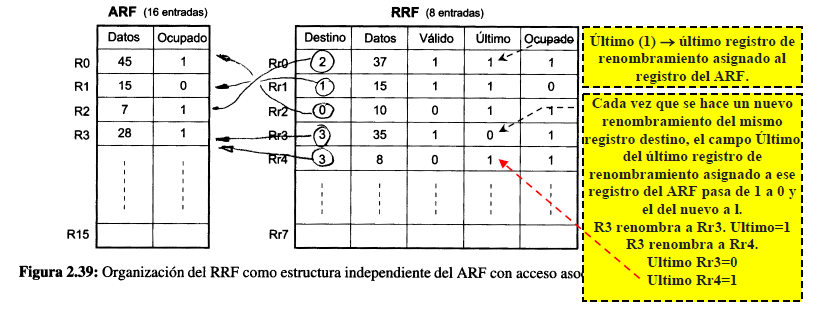 ARF (16 entradas)
RRF (8 entradas)
Datos Ocupado
Destino Datos Válido Último Ocupado
R0 45 1
Rr0 2 37 1 1 1
R1 15 0
Rr1 1 15 1 1 0
R2 7 1
Rr2 0 10 0 1 1
R3 28 1
Rr3 3 35 1 0 1
Rr4 3 8 0 1 1
R15
Rr7
Figura 2.39: Organización del RRF como estructura independiente del ARF con acceso
Último (1) → último registro de
renombramiento asignado al
registro del ARF.
Cada vez que se hace un nuevo
renombramiento del mismo
registro destino, el campo Último
del último registro de
renombramiento asignado a ese
registro del ARF pasa de 1 a 0 y
el del nuevo a l.
R3 renombra a Rr3. Ultimo=1
R3 renombra a Rr4.
Ultimo Rr3=0
Ultimo Rr4=1